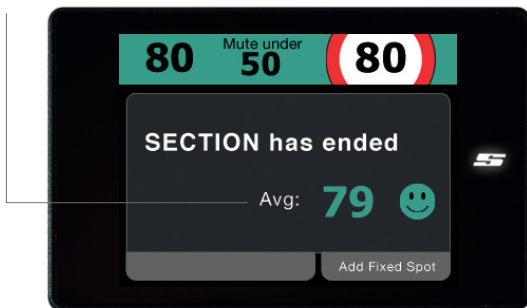 80 Mute under 50 80
SECTION has ended
Avg: 79
Add Fixed Spot